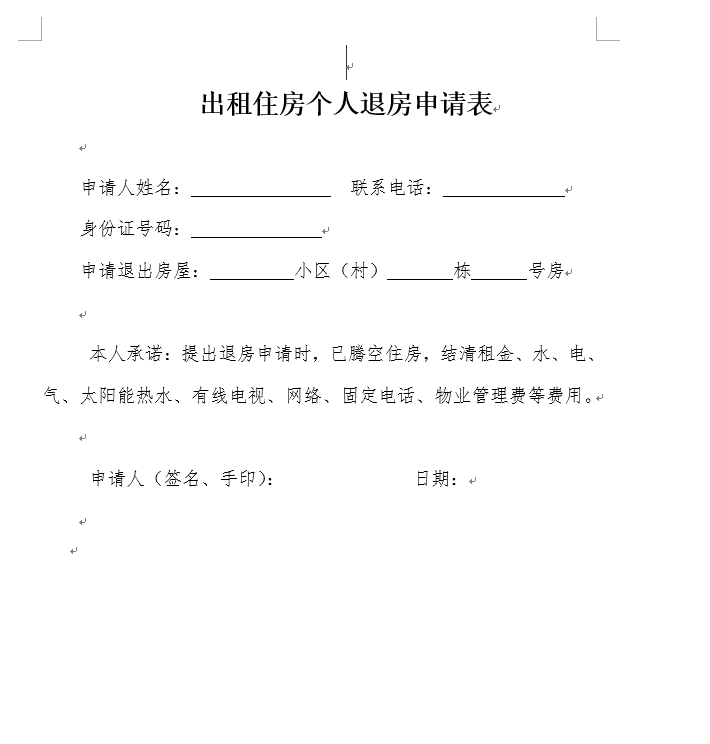 出租住房个人退房申请表
申请人姓名：_______________ 联系电话：_____________
身份证号码：______________
申请退出房屋：_________小区（村）_______栋______号房
本人承诺：提出退房申请时，已腾空住房，结清租金、水、电、
气、太阳能热水、有线电视、网络、固定电话、物业管理费等费用。
申请人（签名、手印）： 日期：